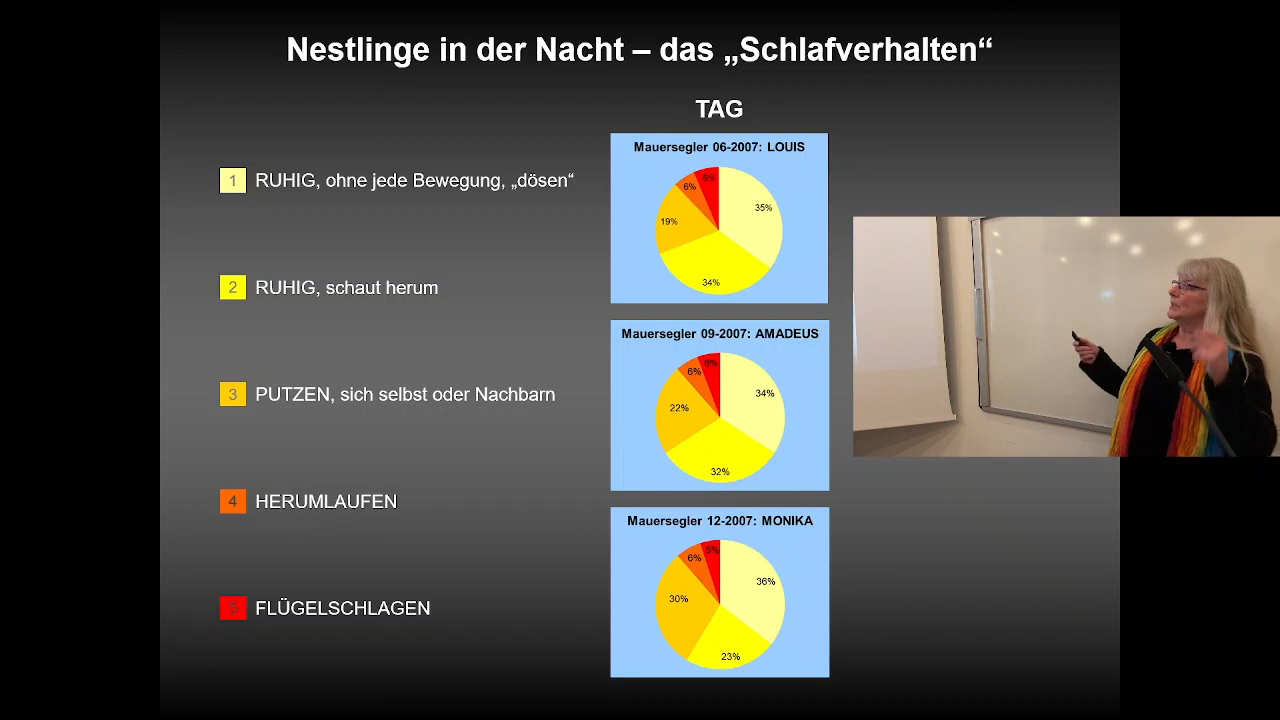 Nestlinge in der Nacht – das „Schlafverhalten“
TAG
1 RUHIG, ohne jede Bewegung, „dösen“
2 RUHIG, schaut herum
3 PUTZEN, sich selbst oder Nachbarn
4 HERUMLAUFEN
FLÜGELSCHLAGEN
Mauersegler 06-2007: LOUIS
6%
35%
19%
34%
Mauersegler 09-2007: AMADEUS
6%
34%
22%
32%
Mauersegler 12-2007: MONIKA
5%
6%
36%
30%
23%